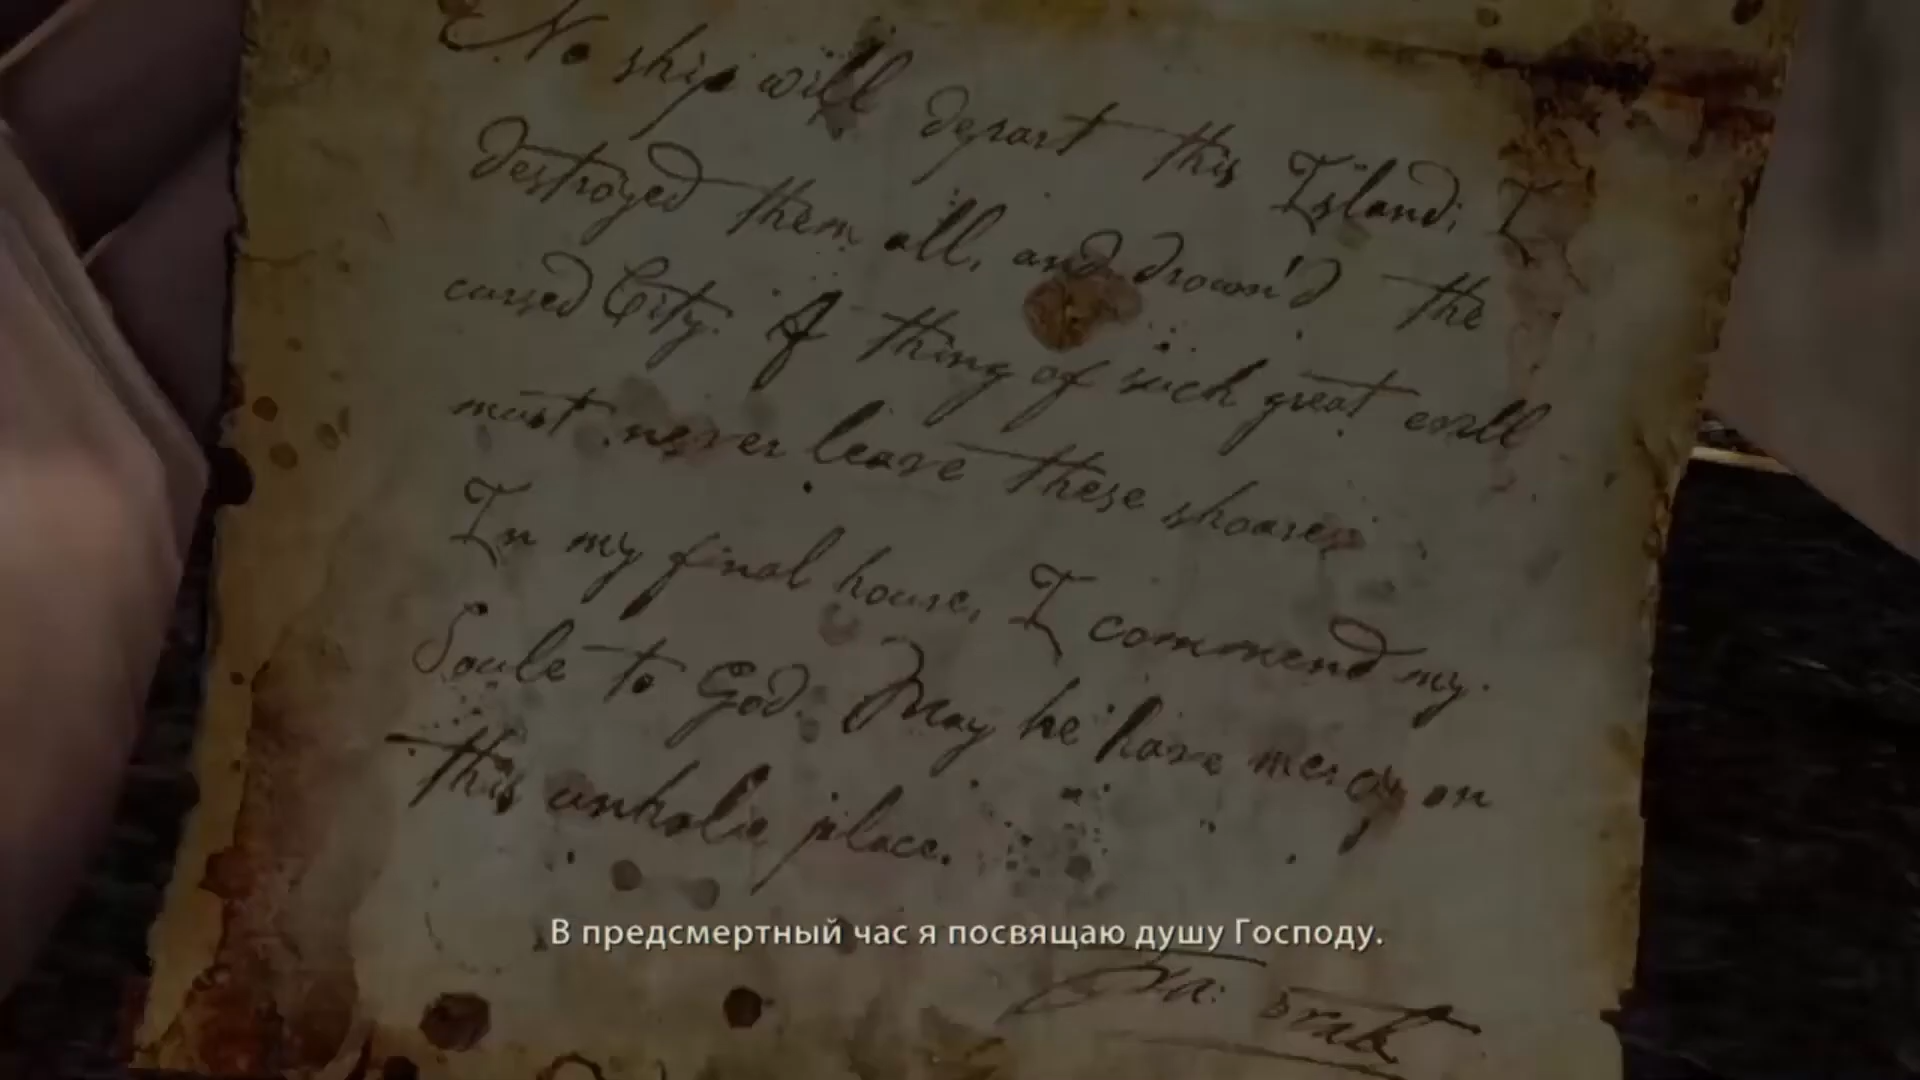 No ship will depart this Island; I
destroyed them all, and drown'd the
cursed City. A thing of such great evill
must never leave these shoares.
In my final houre, I commend my
Soule to God. May he have mercy on
this unholie place.
В предсмертный час я посвящаю душу Господу.
Fra: Drak